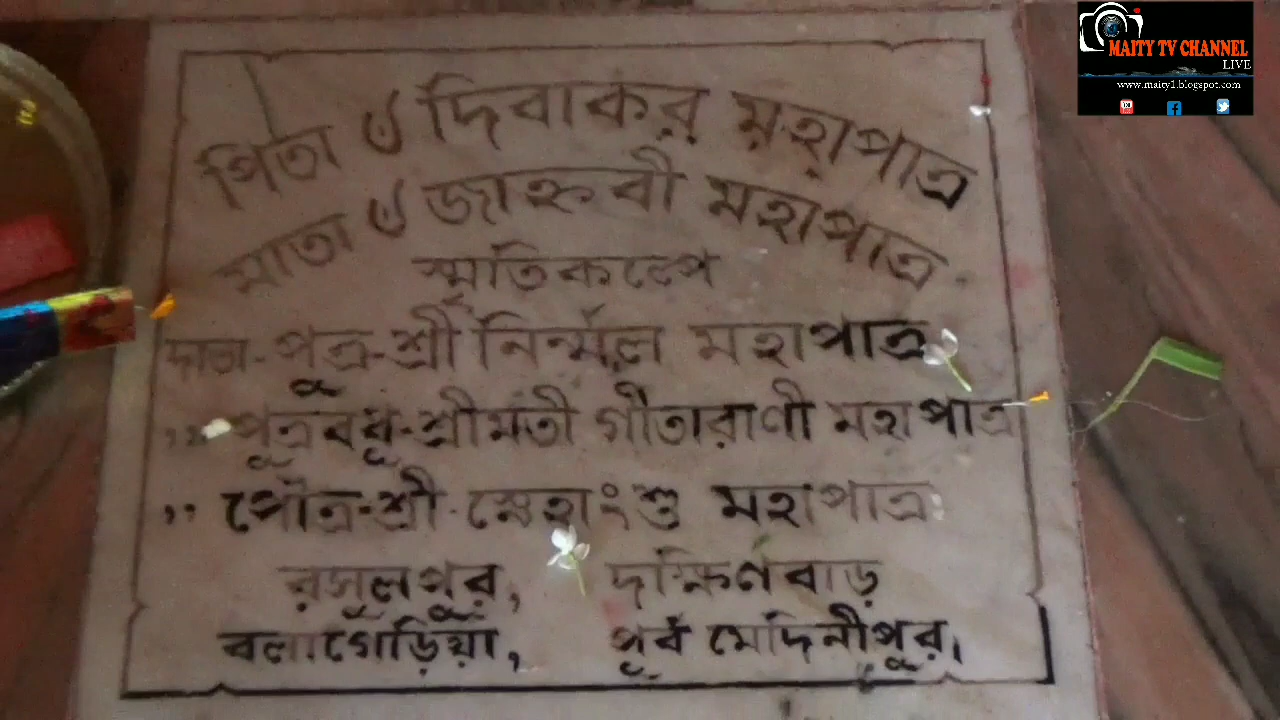 পিতা ৺ দিবাকর মহাপাত্র
মাতা ৺ জাহ্নবী মহাপাত্র
স্মৃতিকল্পে
দাতা-পুত্র-শ্রী নির্ম্মল মহাপাত্র
,, পুত্রবধূ-শ্রীমতী গীতারাণী মহাপাত্র
,, পৌত্র-শ্রী-স্নেহাংশু মহাপাত্র
রসূলপুর, দক্ষিণবাড়
বলাগেড়িয়া, পূর্ব মেদিনীপুর।
MAITY TV CHANNEL
LIVE
www.maity1.blogspot.com